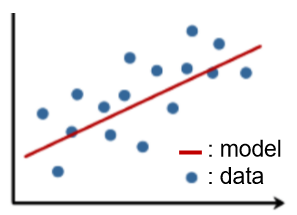 : model
: data